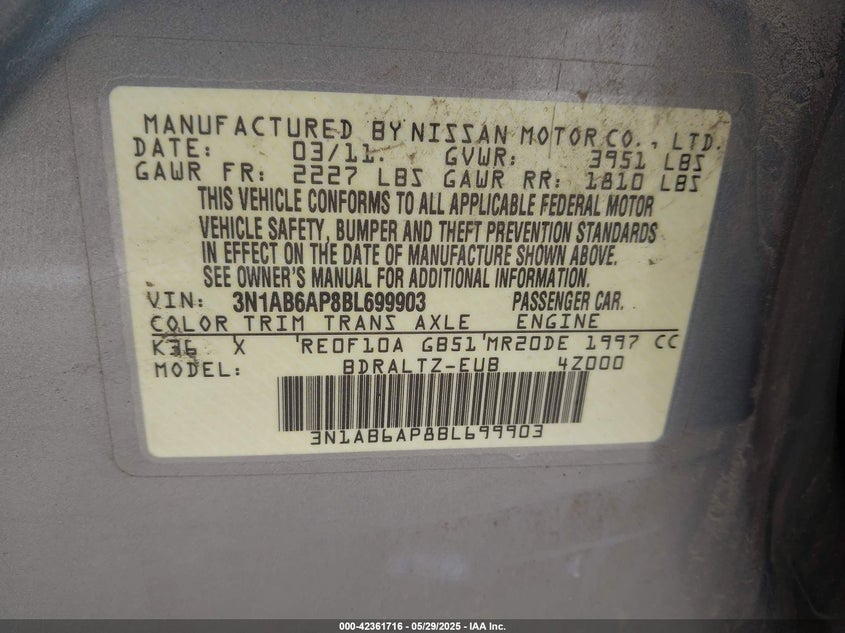 MANUFACTURED BY NISSAN MOTOR CO., LTD.
DATE: 03/11. GVWR: 3951 LBS
GAWR FR: 2227 LBS GAWR RR: 1810 LBS
THIS VEHICLE CONFORMS TO ALL APPLICABLE FEDERAL MOTOR
VEHICLE SAFETY, BUMPER AND THEFT PREVENTION STANDARDS
IN EFFECT ON THE DATE OF MANUFACTURE SHOWN ABOVE.
SEE OWNER'S MANUAL FOR ADDITIONAL INFORMATION.
VIN: 3N1AB6AP8BL699903 PASSENGER CAR.
COLOR TRIM TRANS AXLE ENGINE
K36 X RE0F10A GB51 MR20DE 1997 CC
MODEL: BDRALTZ-EUB 4Z000
3N1AB6AP8BL699903
000-42361716 - 05/29/2025 - IAA Inc.